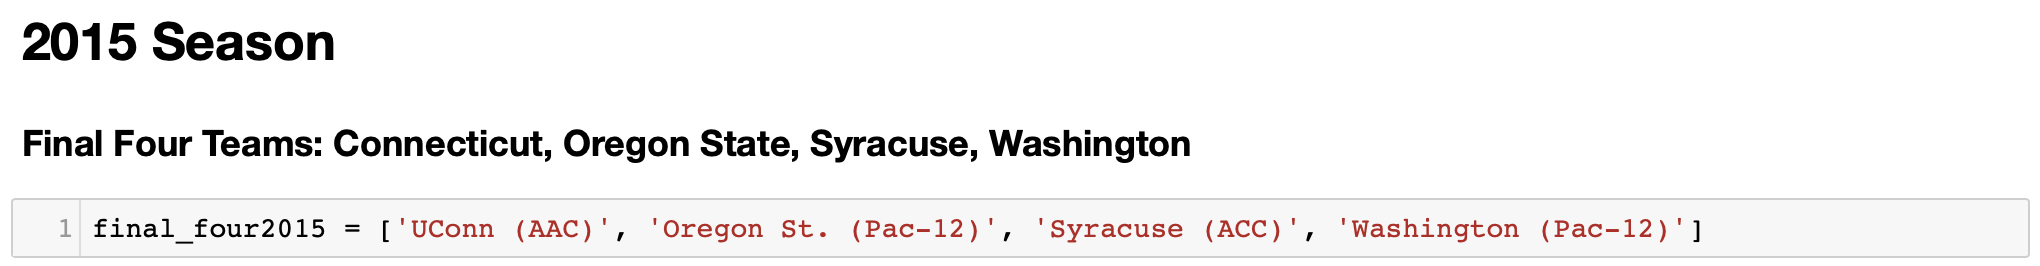 2015 Season
Final Four Teams: Connecticut, Oregon State, Syracuse, Washington
1 final_four2015 = ['UConn (AAC)', 'Oregon St. (Pac-12)', 'Syracuse (ACC)', 'Washington (Pac-12)']